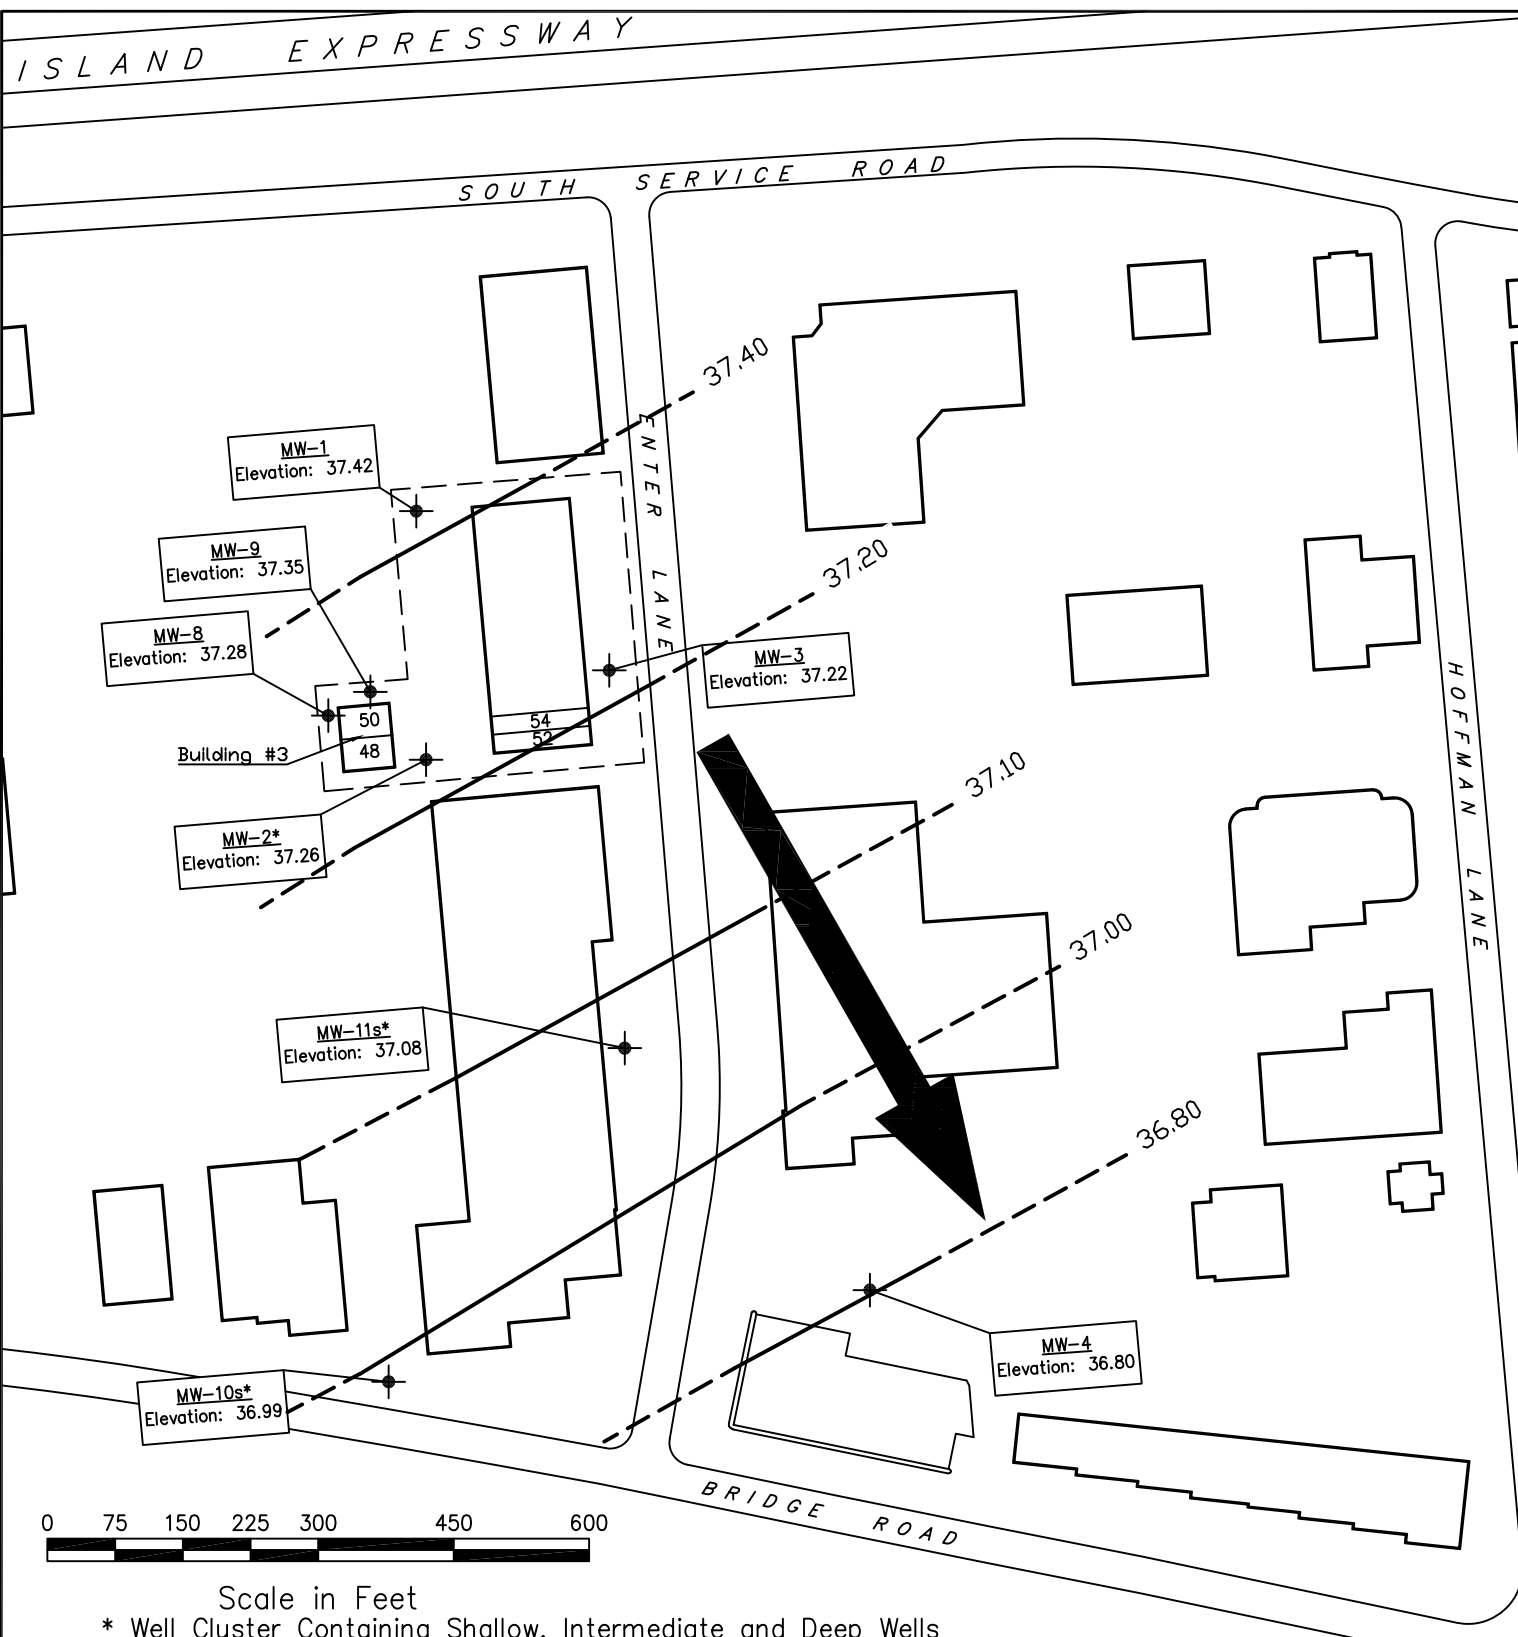 ISLAND EXPRESSWAY
SOUTH SERVICE ROAD
37.40
ENTER LANE
MW-1
Elevation: 37.42
MW-9
Elevation: 37.35
37.20
MW-8
Elevation: 37.28
MW-3
Elevation: 37.22
HOFFMAN LANE
50
48
54
52
Building #3
37.10
MW-2*
Elevation: 37.26
37.00
MW-11s*
Elevation: 37.08
36.80
MW-4
Elevation: 36.80
MW-10s*
Elevation: 36.99
BRIDGE ROAD
0 75 150 225 300 450 600
Scale in Feet
* Well Cluster Containing Shallow, Intermediate and Deep Wells